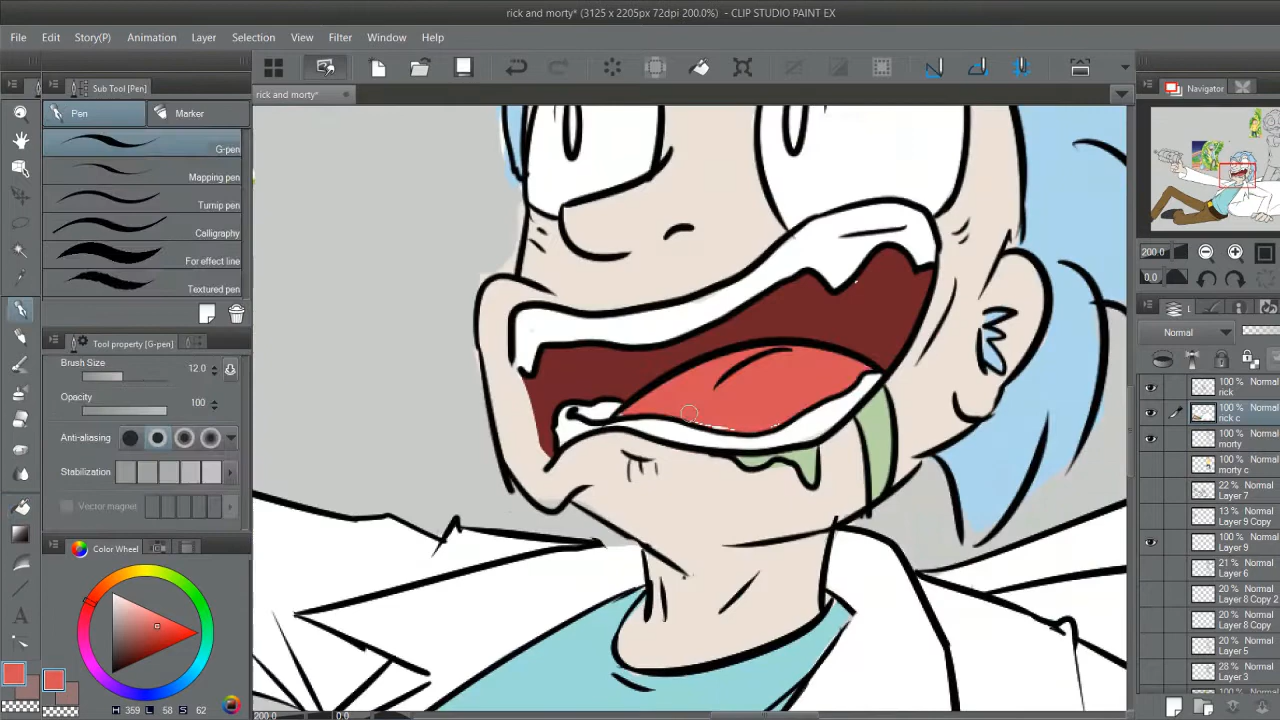 rick and morty* (3125 x 2205px 72dpi 200.0%) - CLIP STUDIO PAINT EX
File Edit Story(P) Animation Layer Selection View Filter Window Help
Sub Tool [Pen]
Pen Marker
G-pen
Mapping pen
Turnip pen
Calligraphy
For effect line
Textured pen
Tool property [G-pen]
Brush Size 12.0
Opacity 100
Anti-aliasing
Stabilization
Vector magnet
Color Wheel
H 359 L 58 S 62
rick and morty*
200.0 0.0
Navigator
200.0
0.0
Normal
100 % Normal
rick
100 % Normal
rick c
100 % Normal
morty
100 % Normal
morty c
22 % Normal
Layer 7
13 % Normal
Layer 9 Copy
100 % Normal
Layer 9
21 % Normal
Layer 6
20 % Normal
Layer 8 Copy 2
20 % Normal
Layer 8 Copy
20 % Normal
Layer 5
28 % Normal
Layer 3
100 % Normal